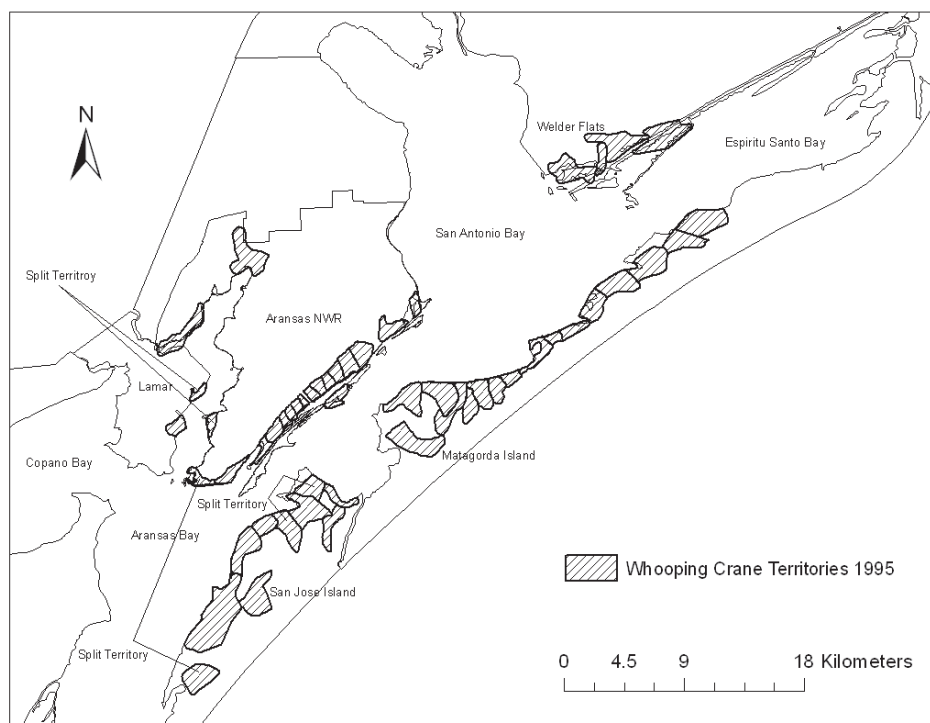 N
Welder Flats
Espiritu Santo Bay
San Antonio Bay
Split Territroy
Aransas NWR
Lamar
Copano Bay
Matagorda Island
Split Territory
Aransas Bay
Whooping Crane Territories 1995
San Jose Island
Split Territory
0 4.5 9 18 Kilometers